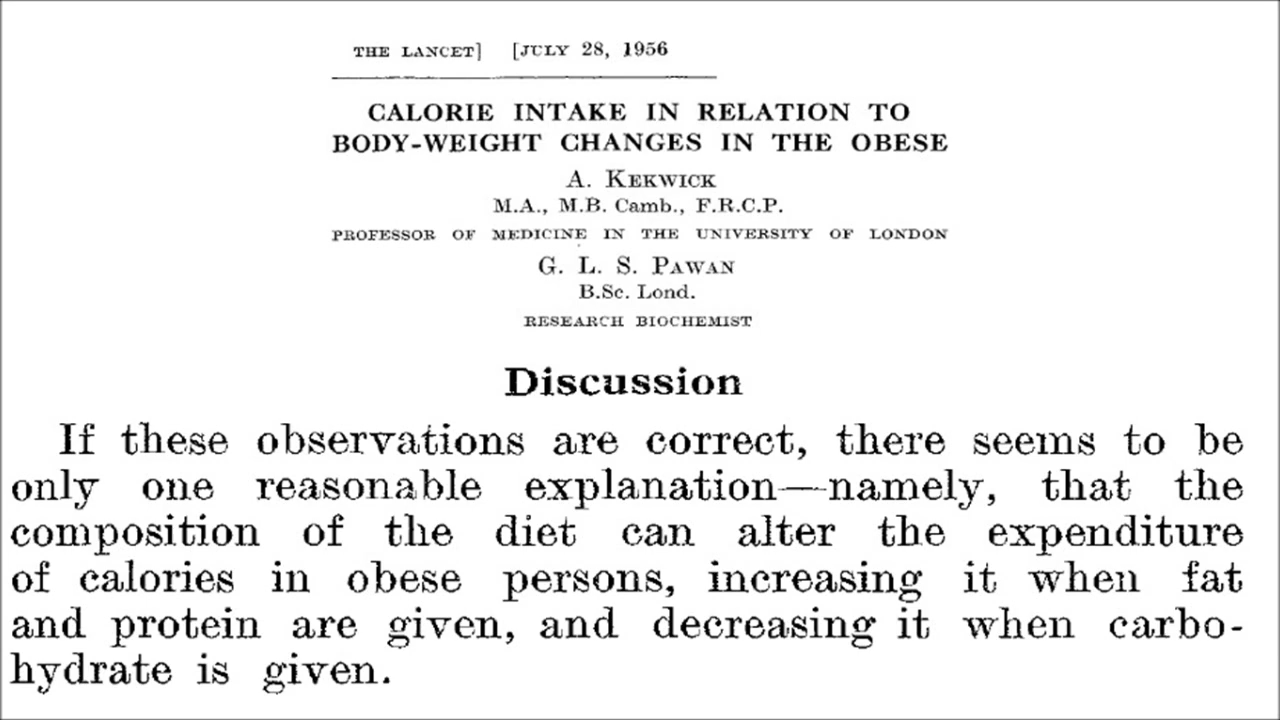 THE LANCET] [JULY 28, 1956
CALORIE INTAKE IN RELATION TO
BODY-WEIGHT CHANGES IN THE OBESE
A. KEKWICK
M.A., M.B. Camb., F.R.C.P.
PROFESSOR OF MEDICINE IN THE UNIVERSITY OF LONDON
G. L. S. PAWAN
B.Sc. Lond.
RESEARCH BIOCHEMIST
Discussion
If these observations are correct, there seems to be
only one reasonable explanation—namely, that the
composition of the diet can alter the expenditure
of calories in obese persons, increasing it when fat
and protein are given, and decreasing it when carbo-
hydrate is given.